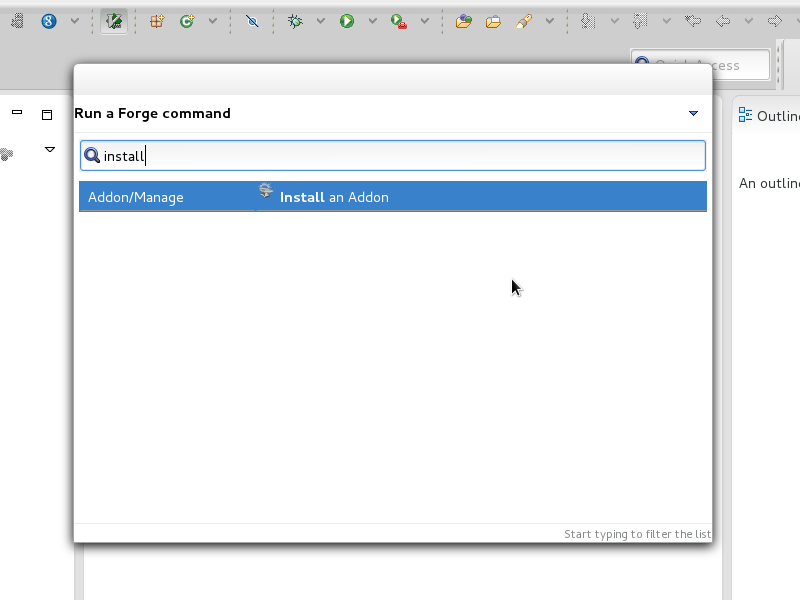 Quick Access
Run a Forge command
install
Addon/Manage Install an Addon
Start typing to filter the list
Outline
An outline